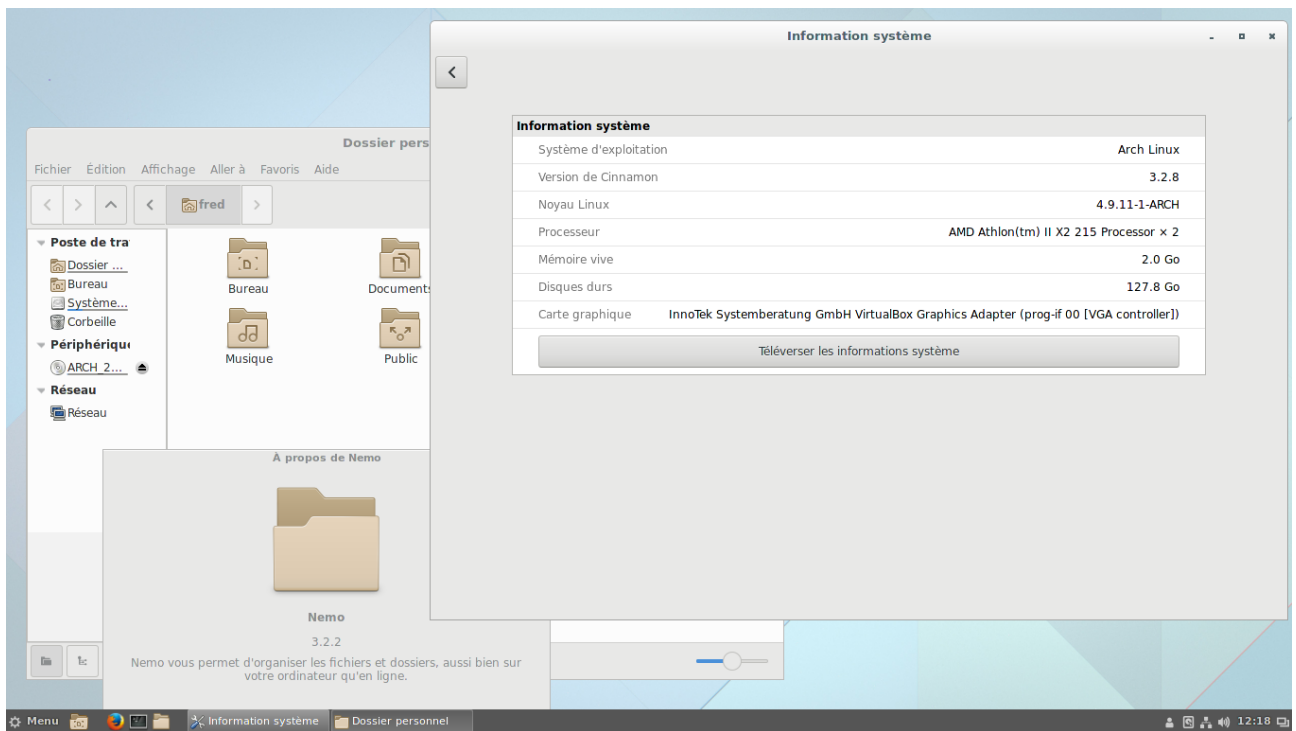 Information système
Information système
Système d'exploitation Arch Linux
Version de Cinnamon 3.2.8
Noyau Linux 4.9.11-1-ARCH
Processeur AMD Athlon(tm) II X2 215 Processor × 2
Mémoire vive 2.0 Go
Disques durs 127.8 Go
Carte graphique InnoTek Systemberatung GmbH VirtualBox Graphics Adapter (prog-if 00 [VGA controller])
Téléverser les informations système
Dossier pers
Fichier Édition Affichage Aller à Favoris Aide
fred
Poste de tra
Dossier ...
Bureau
Système...
Corbeille
Périphériqu
ARCH_2...
Réseau
Réseau
Bureau
Documents
Musique
Public
À propos de Nemo
Nemo
3.2.2
Nemo vous permet d'organiser les fichiers et dossiers, aussi bien sur
votre ordinateur qu'en ligne.
Menu Information système Dossier personnel 12:18